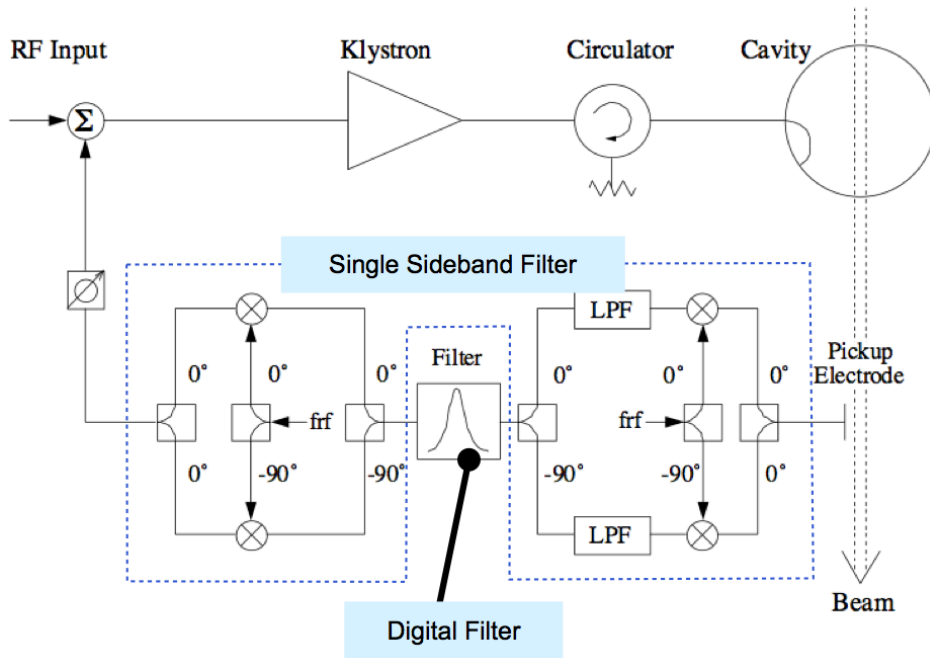 RF Input
Klystron
Circulator
Cavity
Σ
Single Sideband Filter
LPF
Filter
Pickup
Electrode
0°
0°
0°
0°
0°
0°
frf
frf
0°
-90°
-90°
-90°
-90°
0°
LPF
Beam
Digital Filter